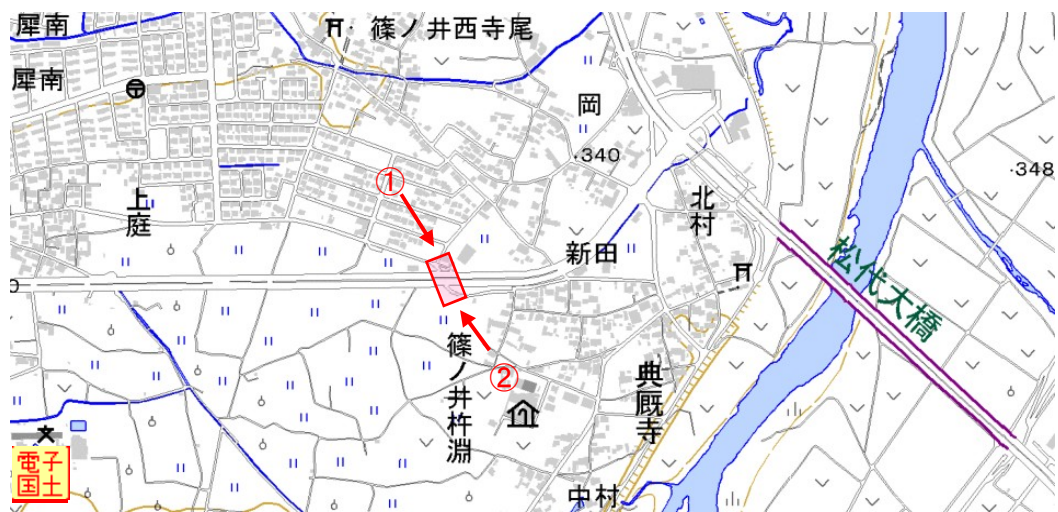 犀南
篠ノ井西寺尾
犀南
岡
・340
①
・348
上庭
北村
新田
松代大橋
0
篠ノ井杵淵
②
典厩寺
電子
国土
中村